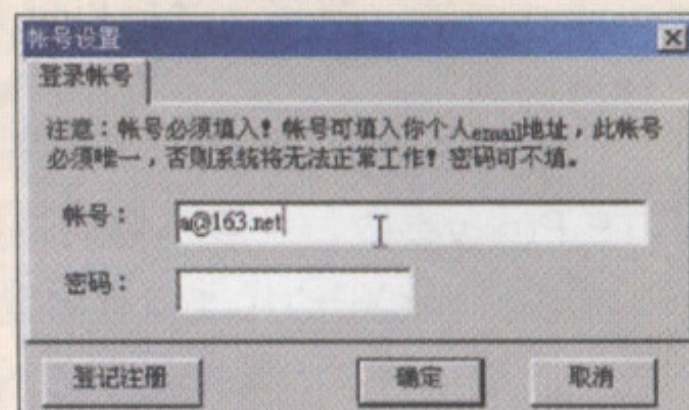 帐号设置
登录帐号
注意：帐号必须填入！帐号可填入你个人email地址，此帐号
必须唯一，否则系统将无法正常工作！密码可不填。
帐号：
a@163.net
密码：
登记注册
确定
取消